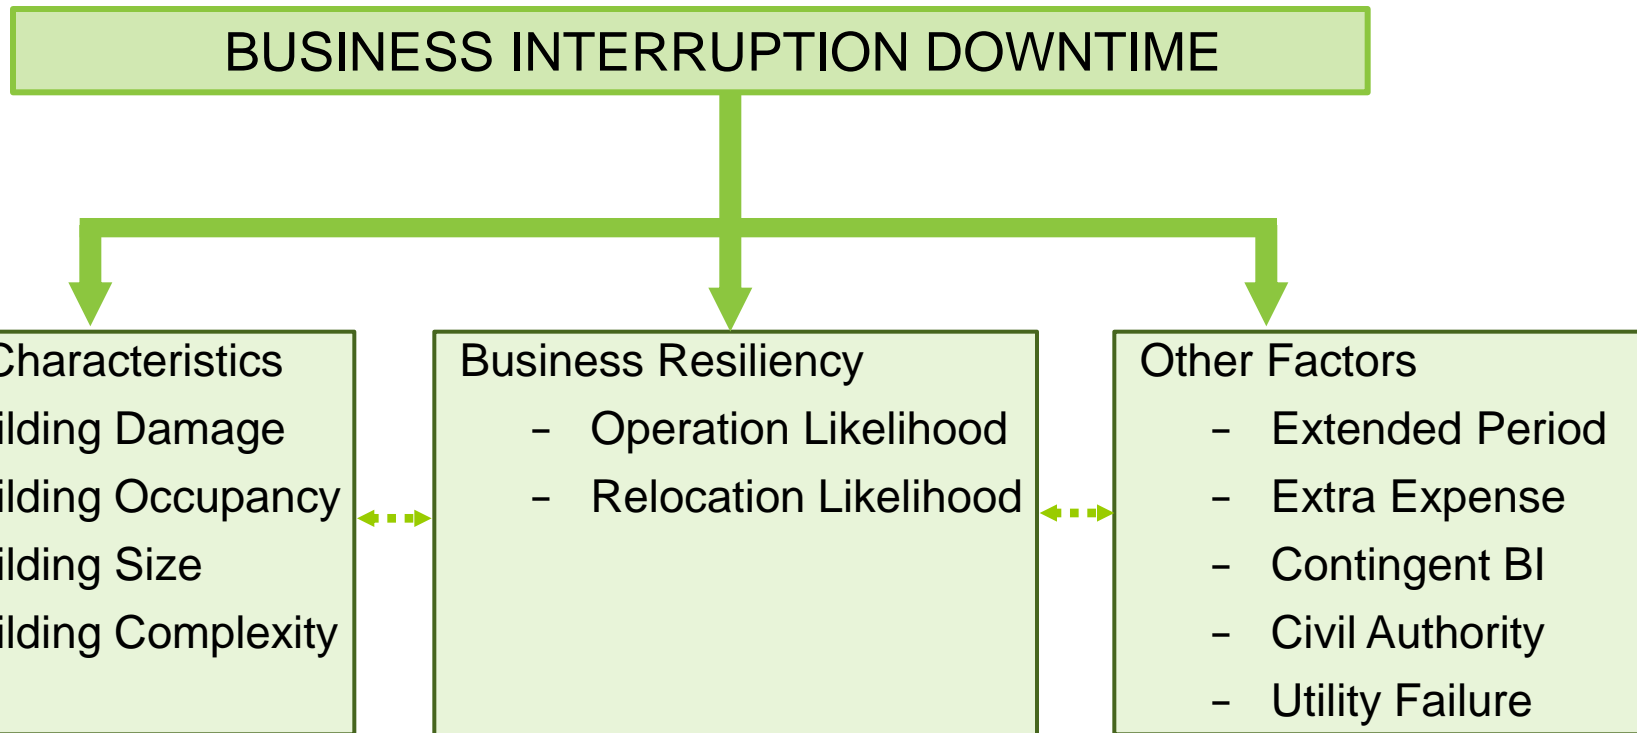 BUSINESS INTERRUPTION DOWNTIME
Characteristics
ilding Damage
ilding Occupancy
ilding Size
ilding Complexity
Business Resiliency
- Operation Likelihood
- Relocation Likelihood
Other Factors
- Extended Period
- Extra Expense
- Contingent BI
- Civil Authority
- Utility Failure